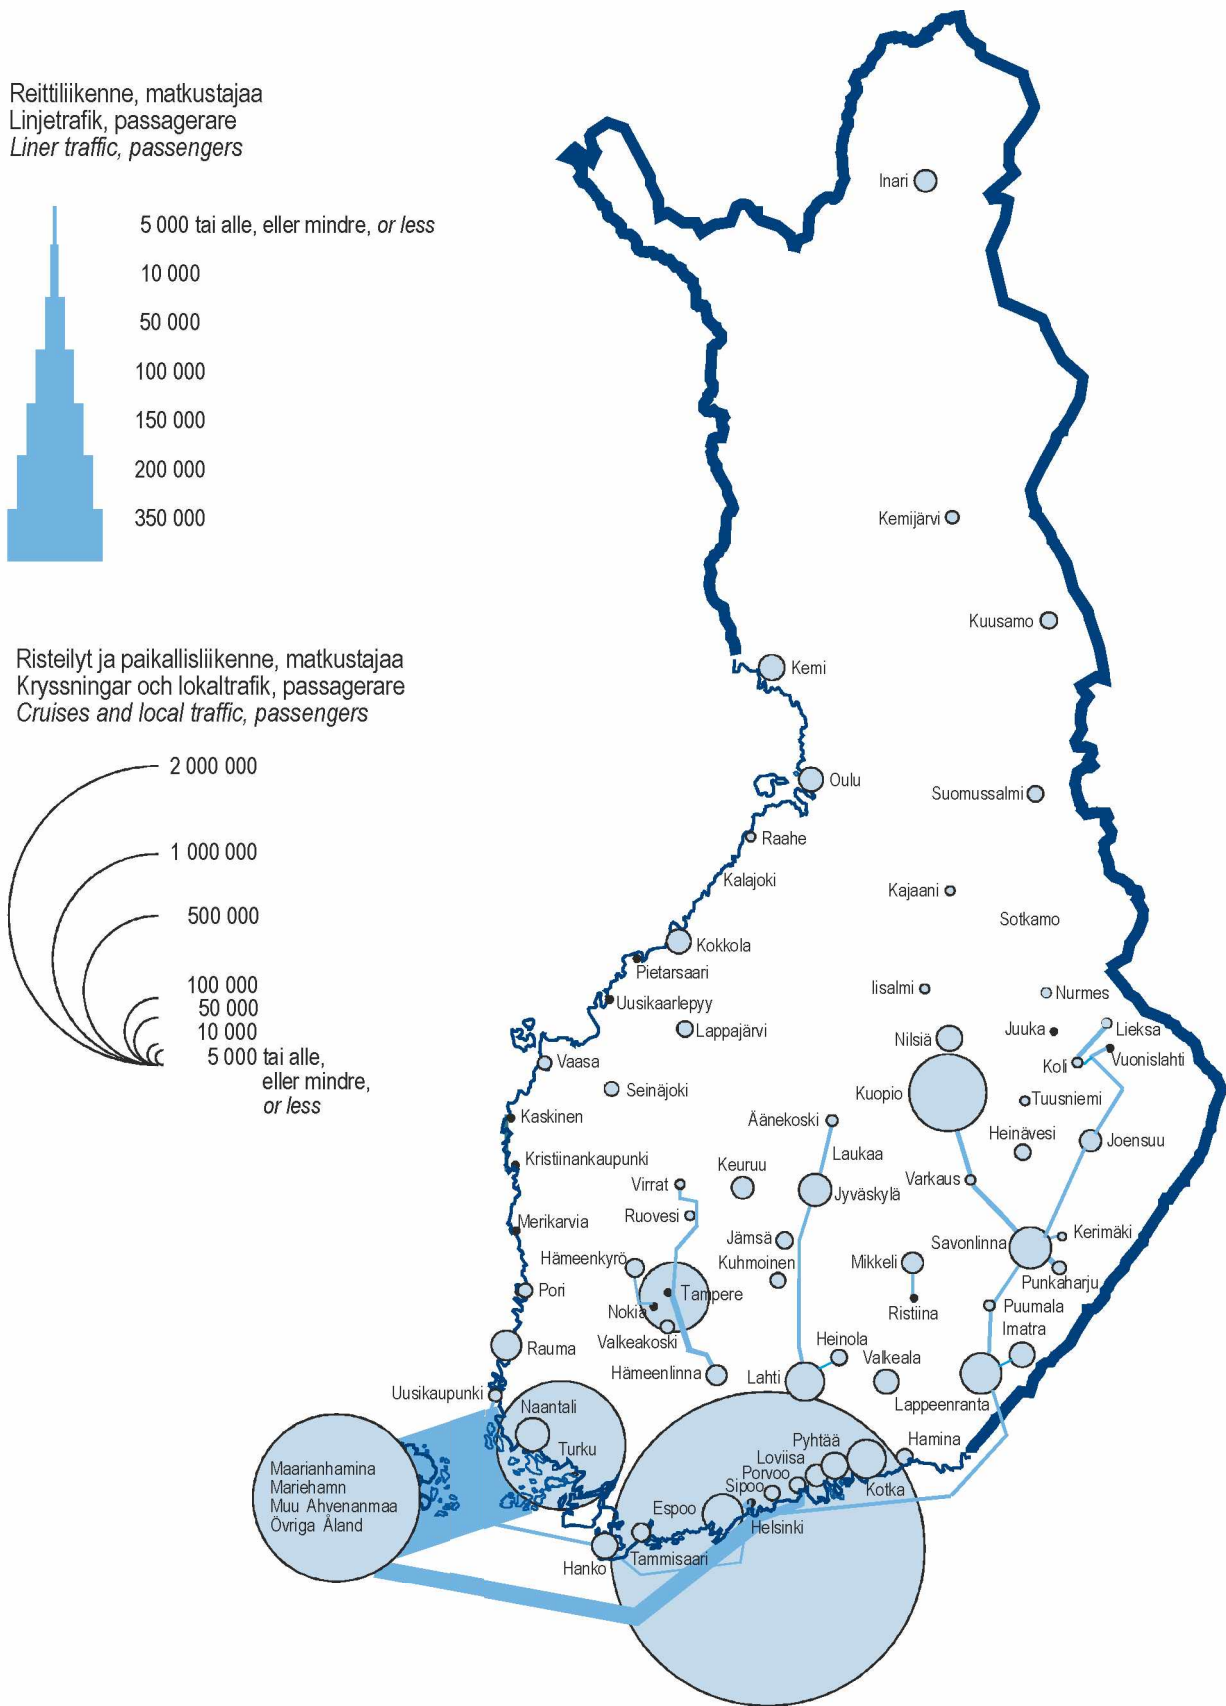 Reittiliikenne, matkustajaa
Linjetrafik, passagerare
Liner traffic, passengers
5 000 tai alle, eller mindre, or less
10 000
50 000
100 000
150 000
200 000
350 000
Risteilyt ja paikallisliikenne, matkustajaa
Kryssningar och lokaltrafik, passagerare
Cruises and local traffic, passengers
2 000 000
1 000 000
500 000
100 000
50 000
10 000
5 000 tai alle,
eller mindre,
or less
Inari
Kemijärvi
Kuusamo
Kemi
Oulu
Suomussalmi
Raahe
Kalajoki
Kajaani
Sotkamo
Kokkola
Pietarsaari
Iisalmi
Nurmes
Uusikaarlepyy
Lappajärvi
Nilsiä
Juuka
Lieksa
Vaasa
Koli
Vuonislahti
Seinäjoki
Kuopio
Tuusniemi
Kaskinen
Äänekoski
Heinävesi
Joensuu
Laukaa
Kristiinankaupunki
Keuruu
Virrat
Varkaus
Jyväskylä
Ruovesi
Merikarvia
Jämsä
Savonlinna
Kerimäki
Hämeenkyrö
Kuhmoinen
Mikkeli
Punkaharju
Pori
Tampere
Nokia
Ristiina
Puumala
Valkeakoski
Imatra
Rauma
Heinola
Valkeala
Hämeenlinna
Lahti
Uusikaupunki
Lappeenranta
Naantali
Turku
Pyhtää
Hamina
Loviisa
Porvoo
Sipoo
Kotka
Maarianhamina
Mariehamn
Muu Ahvenanmaa
Övriga Åland
Espoo
Helsinki
Tammisaari
Hanko